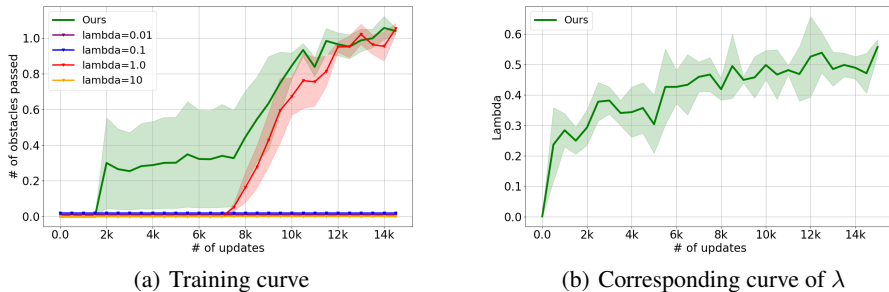 Ours
lambda=0.01
lambda=0.1
lambda=1.0
lambda=10
# of obstacles passed
1.0
0.8
0.6
0.4
0.2
0.0
0.0 2k 4k 6k 8k 10k 12k 14k
# of updates
(a) Training curve
Ours
Lambda
0.6
0.5
0.4
0.3
0.2
0.1
0.0
0.0 2k 4k 6k 8k 10k 12k 14k
# of updates
(b) Corresponding curve of λ